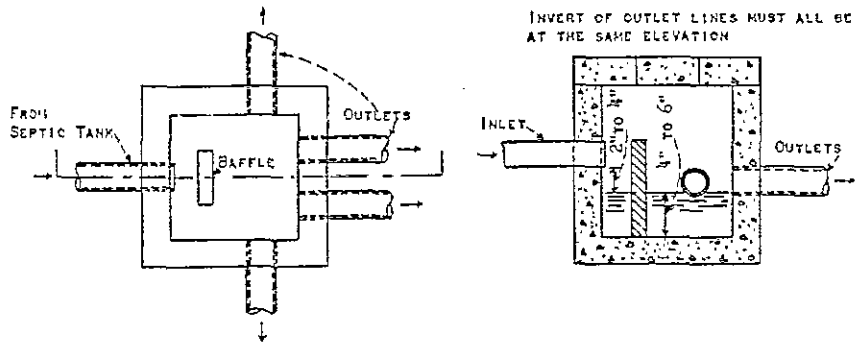 INVERT OF OUTLET LINES MUST ALL BE
AT THE SAME ELEVATION
FROM
SEPTIC TANK
OUTLETS
BAFFLE
INLET
2" TO 4"
4" TO 6"
OUTLETS